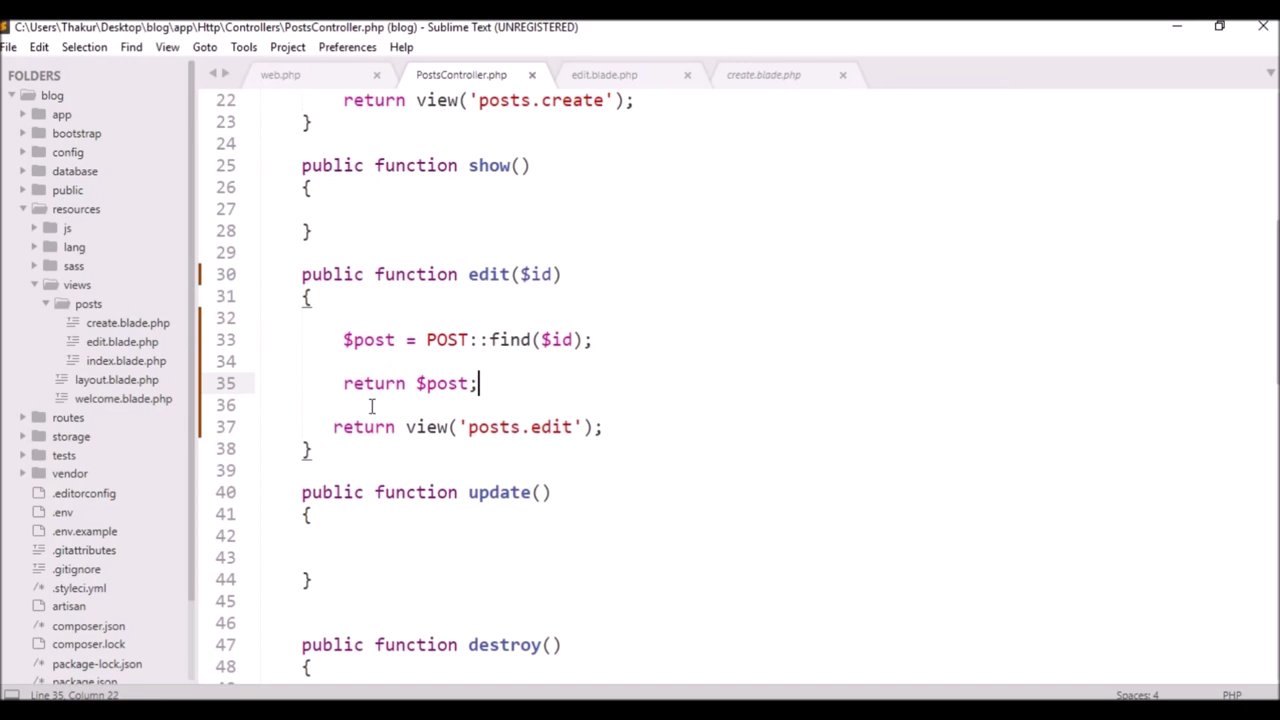 C:\Users\Thakur\Desktop\blog\app\Http\Controllers\PostsController.php (blog) - Sublime Text (UNREGISTERED)
File Edit Selection Find View Goto Tools Project Preferences Help
FOLDERS
blog
app
bootstrap
config
database
public
resources
js
lang
sass
views
posts
create.blade.php
edit.blade.php
index.blade.php
layout.blade.php
welcome.blade.php
routes
storage
tests
vendor
.editorconfig
.env
.env.example
.gitattributes
.gitignore
.styleci.yml
artisan
composer.json
composer.lock
package-lock.json
package.json
web.php PostsController.php edit.blade.php create.blade.php
22 return view('posts.create');
23 }
24
25 public function show()
26 {
27
28 }
29
30 public function edit($id)
31 {
32
33 $post = POST::find($id);
34
35 return $post;
36
37 return view('posts.edit');
38 }
39
40 public function update()
41 {
42
43
44 }
45
46
47 public function destroy()
48 {
Line 35, Column 22 Spaces: 4 PHP